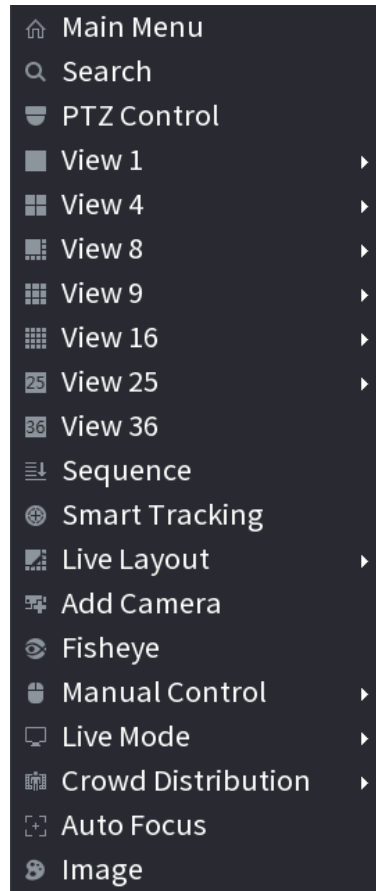 Main Menu
Search
PTZ Control
View 1
View 4
View 8
View 9
View 16
25 View 25
36 View 36
Sequence
Smart Tracking
Live Layout
Add Camera
Fisheye
Manual Control
Live Mode
Crowd Distribution
Auto Focus
Image